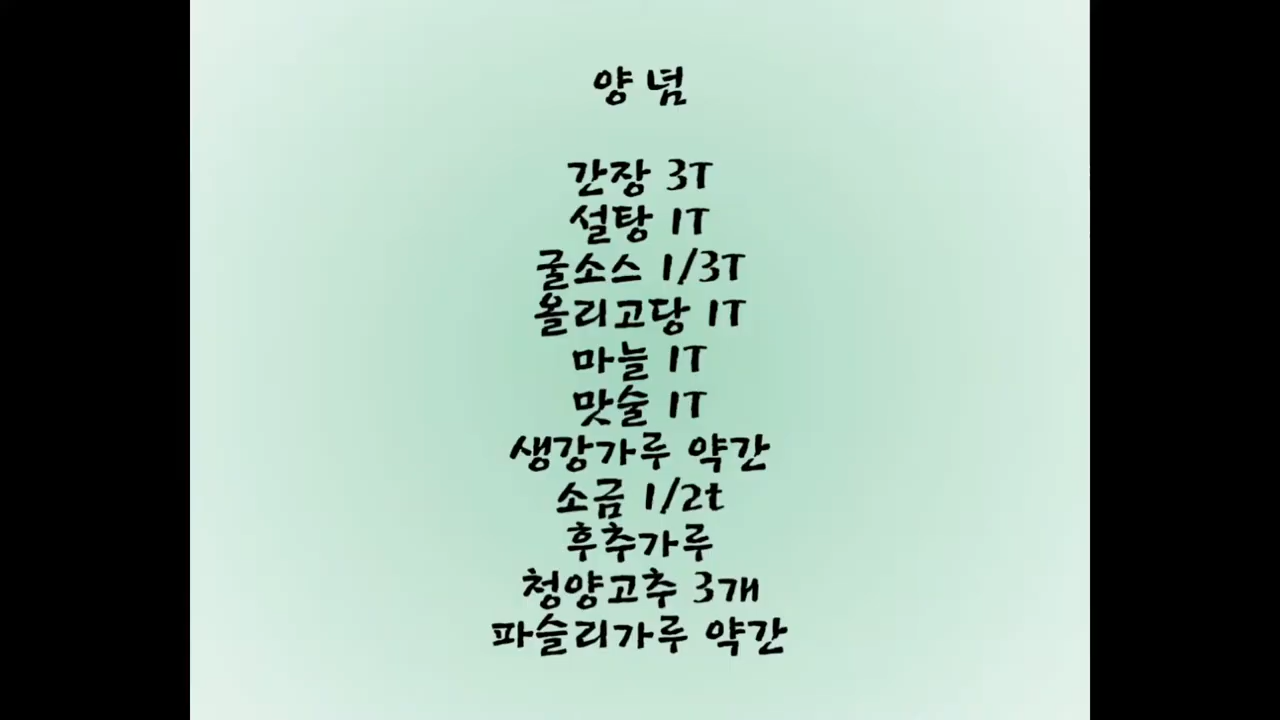 양 념
간장 3T
설탕 1T
굴소스 1/3T
올리고당 1T
마늘 1T
맛술 1T
생강가루 약간
소금 1/2t
후추가루
청양고추 3개
파슬리가루 약간